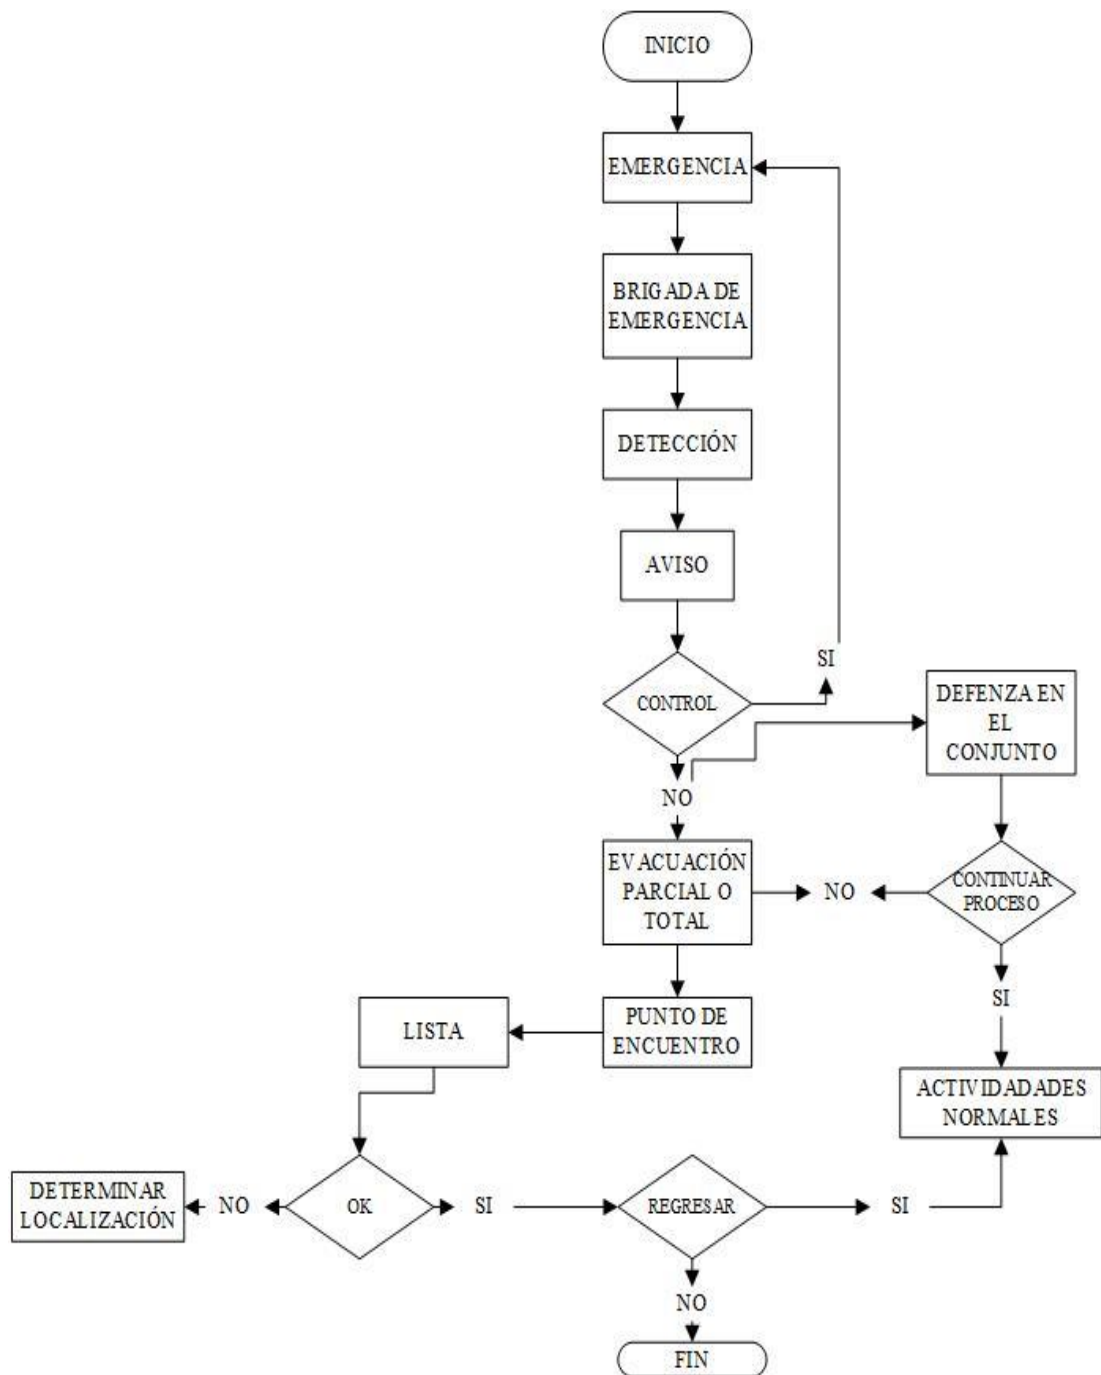 INICIO
EMERGENCIA
BRIGADA DE
EMERGENCIA
DETECCIÓN
AVISO
SI
CONTROL
DEFENZA EN
EL
CONJUNTO
NO
EVACUACIÓN
PARCIAL O
TOTAL
NO
CONTINUAR
PROCESO
SI
LISTA
PUNTO DE
ENCUENTRO
ACTIVIDADADES
NORMALES
DETERMINAR
LOCALIZACIÓN
NO
OK
SI
REGRESAR
SI
NO
FIN